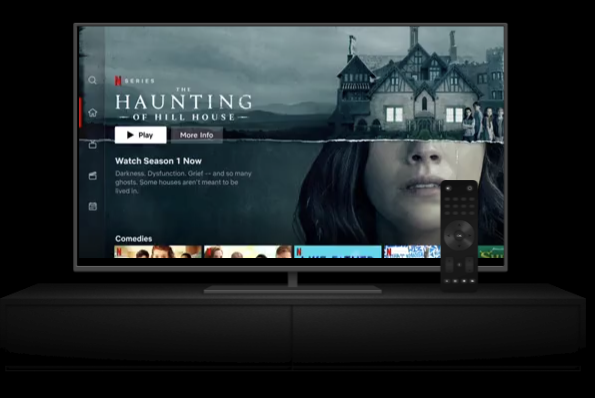 N SERIES
THE
HAUNTING
OF HILL HOUSE
Play
More Info
Watch Season 1 Now
Darkness. Dysfunction. Grief — and so many
ghosts. Some houses aren't meant to be
lived in.
Comedies
N
N
N
N